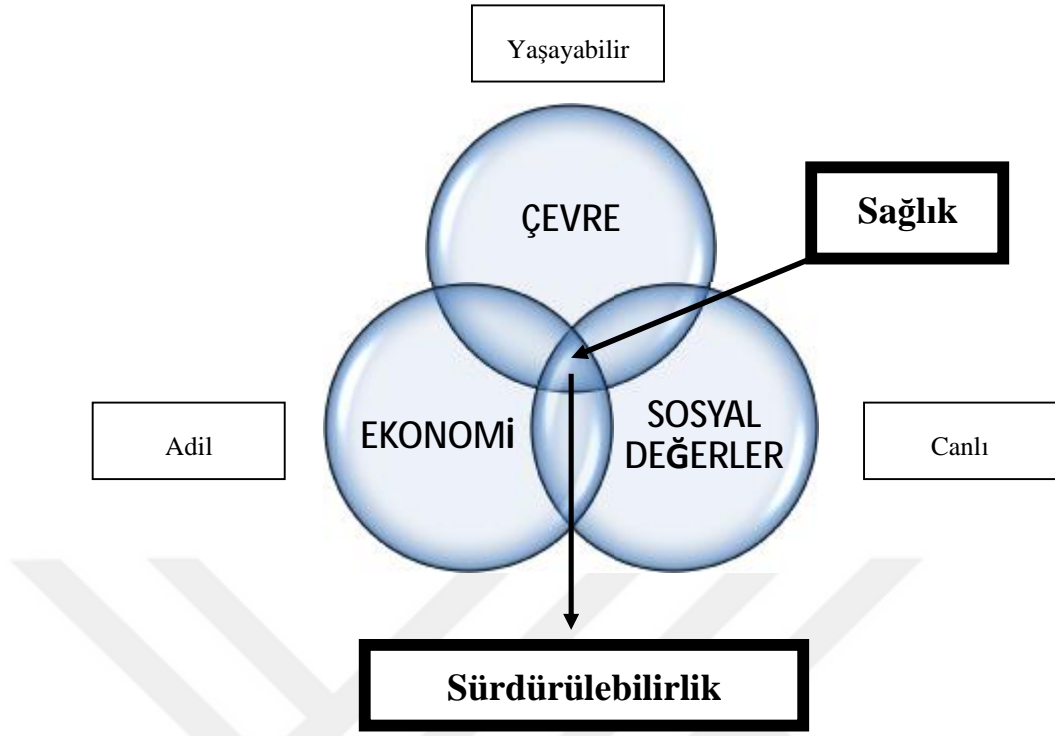 Yaşayabilir
Sağlık
ÇEVRE
EKONOMİ
SOSYAL
DEĞERLER
Adil
Canlı
Sürdürülebilirlik